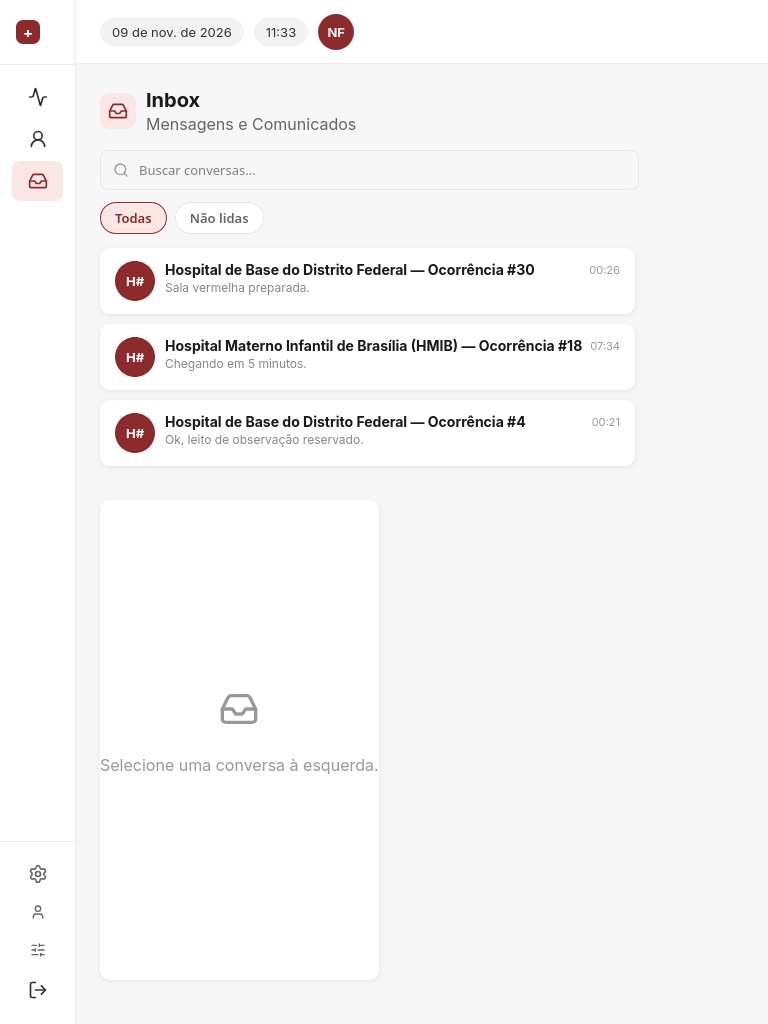 +
09 de nov. de 2026
11:33
NF
Inbox
Mensagens e Comunicados
Buscar conversas...
Todas
Não lidas
H#
Hospital de Base do Distrito Federal — Ocorrência #30
00:26
Sala vermelha preparada.
H#
Hospital Materno Infantil de Brasília (HMIB) — Ocorrência #18
07:34
Chegando em 5 minutos.
H#
Hospital de Base do Distrito Federal — Ocorrência #4
00:21
Ok, leito de observação reservado.
Selecione uma conversa à esquerda.